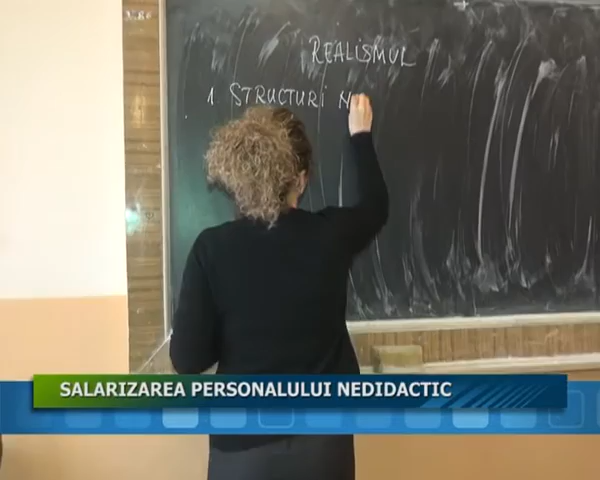 REALISMUL
1. STRUCTURI N
SALARIZAREA PERSONALULUI NEDIDACTIC